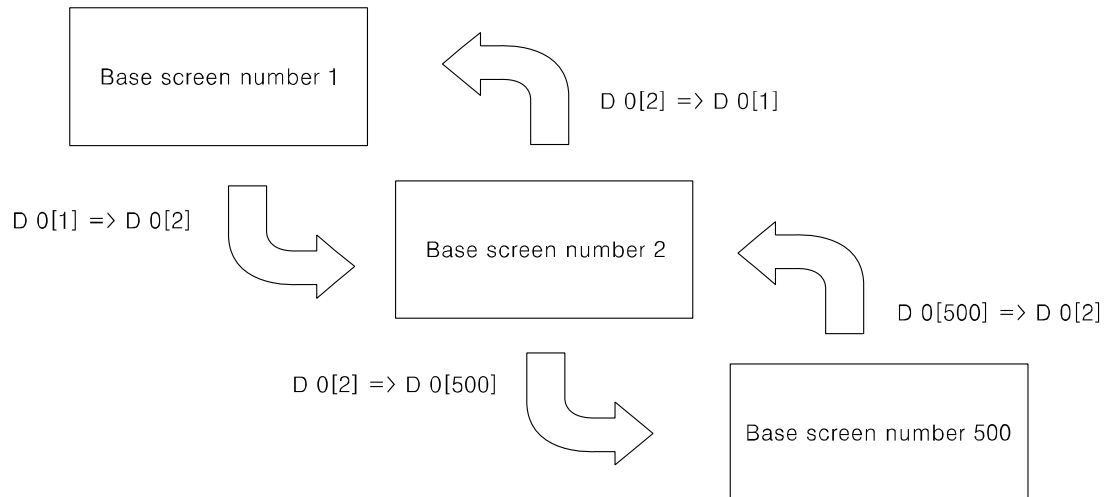 Base screen number 1
D 0[2] => D 0[1]
D 0[1] => D 0[2]
Base screen number 2
D 0[500] => D 0[2]
D 0[2] => D 0[500]
Base screen number 500